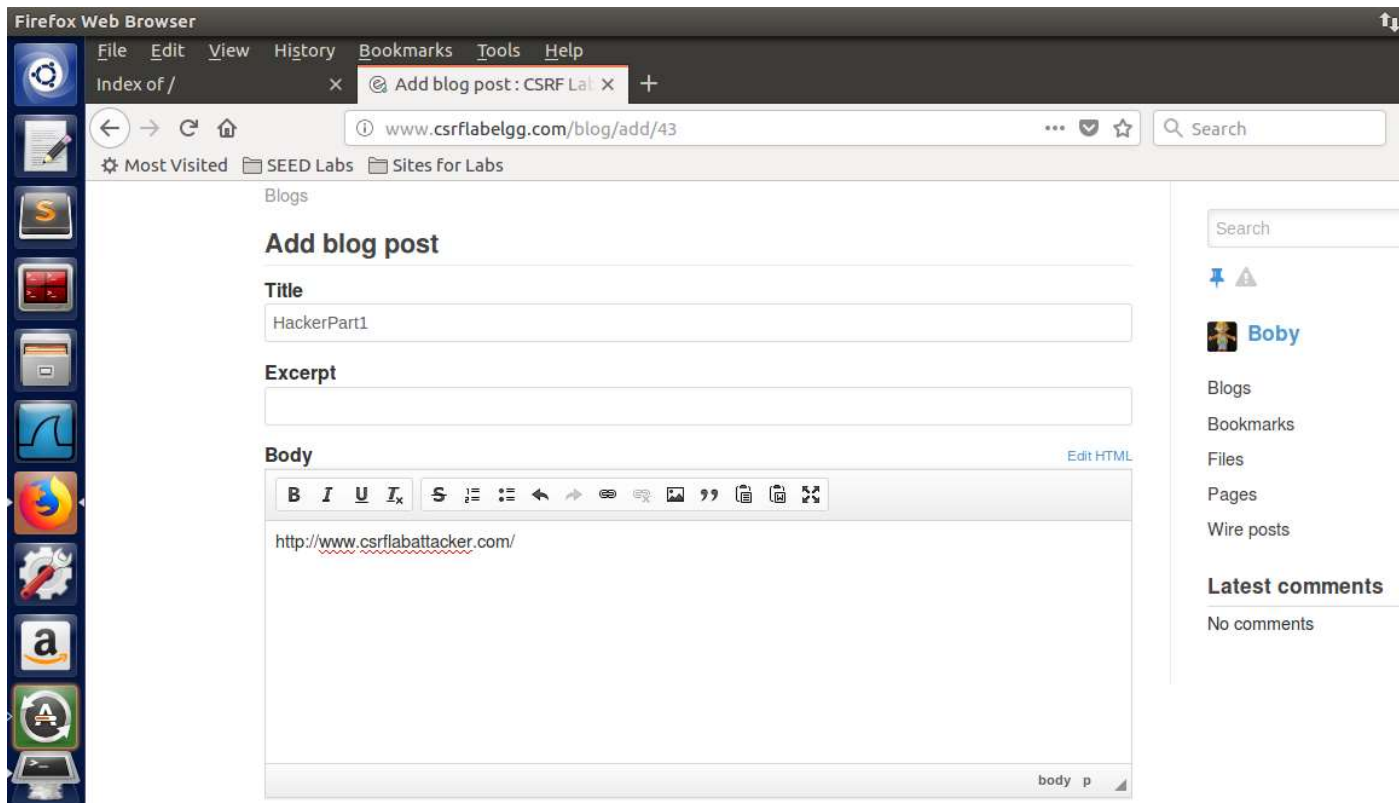 Firefox Web Browser
File Edit View History Bookmarks Tools Help
Index of / × Add blog post : CSRF Lab × +
www.csrflabelgg.com/blog/add/43 ••• Search
Most Visited SEED Labs Sites for Labs
Blogs
Add blog post
Title
HackerPart1
Excerpt
Body Edit HTML
B I U Ix S
http://www.csrflabattacker.com/
body p
Search
Boby
Blogs
Bookmarks
Files
Pages
Wire posts
Latest comments
No comments